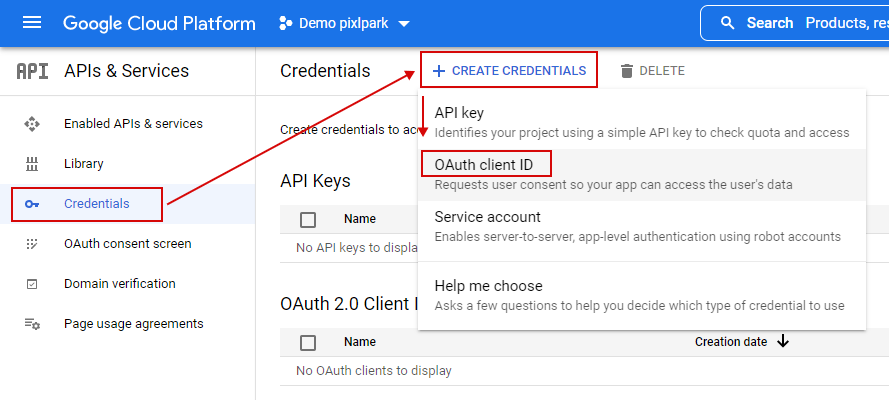 Google Cloud Platform
Demo pixlpark
Search Products, res
API APIs & Services
Credentials
+ CREATE CREDENTIALS
DELETE
Enabled APIs & services
Library
Credentials
OAuth consent screen
Domain verification
Page usage agreements
Create credentials to acc
API key
Identifies your project using a simple API key to check quota and access
OAuth client ID
Requests user consent so your app can access the user's data
Service account
Enables server-to-server, app-level authentication using robot accounts
Help me choose
Asks a few questions to help you decide which type of credential to use
API Keys
Name
No API keys to display
OAuth 2.0 Client I
Name
Creation date
No OAuth clients to display